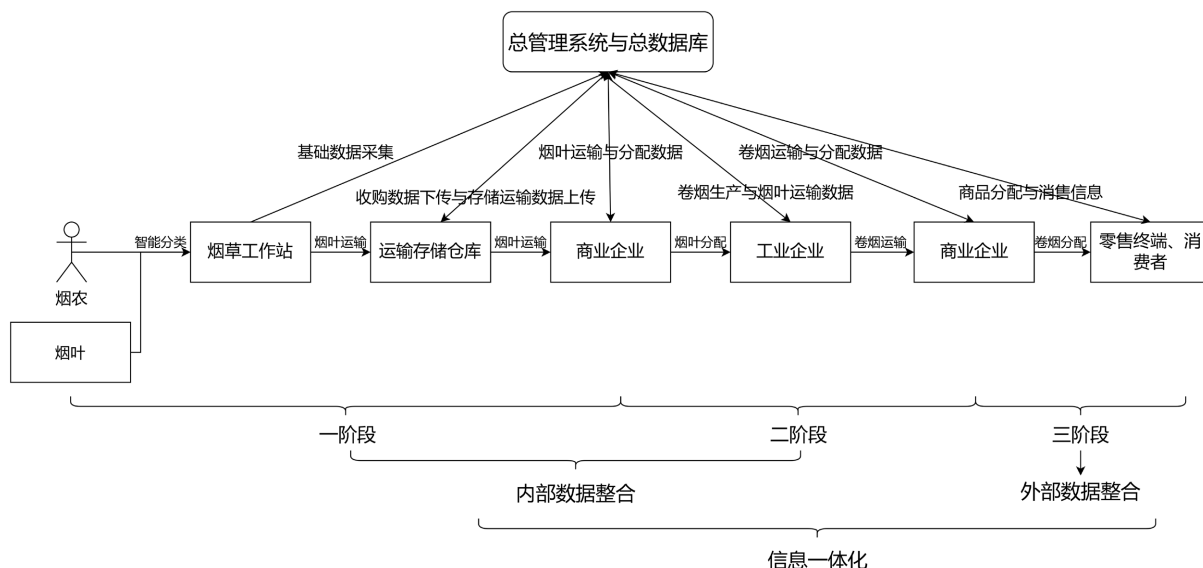 总管理系统与总数据库
基础数据采集
烟叶运输与分配数据
卷烟运输与分配数据
收购数据下传与存储运输数据上传
卷烟生产与烟叶运输数据
商品分配与消售信息
烟农
智能分类
烟草工作站
烟叶运输
运输存储仓库
烟叶运输
商业企业
烟叶分配
工业企业
卷烟运输
商业企业
卷烟分配
零售终端、消
费者
烟叶
一阶段
二阶段
三阶段
内部数据整合
外部数据整合
信息一体化